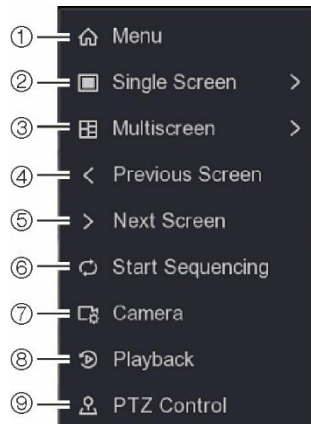 ① Menu
② Single Screen >
③ Multiscreen >
④ < Previous Screen
⑤ > Next Screen
⑥ Start Sequencing
⑦ Camera
⑧ Playback
⑨ PTZ Control